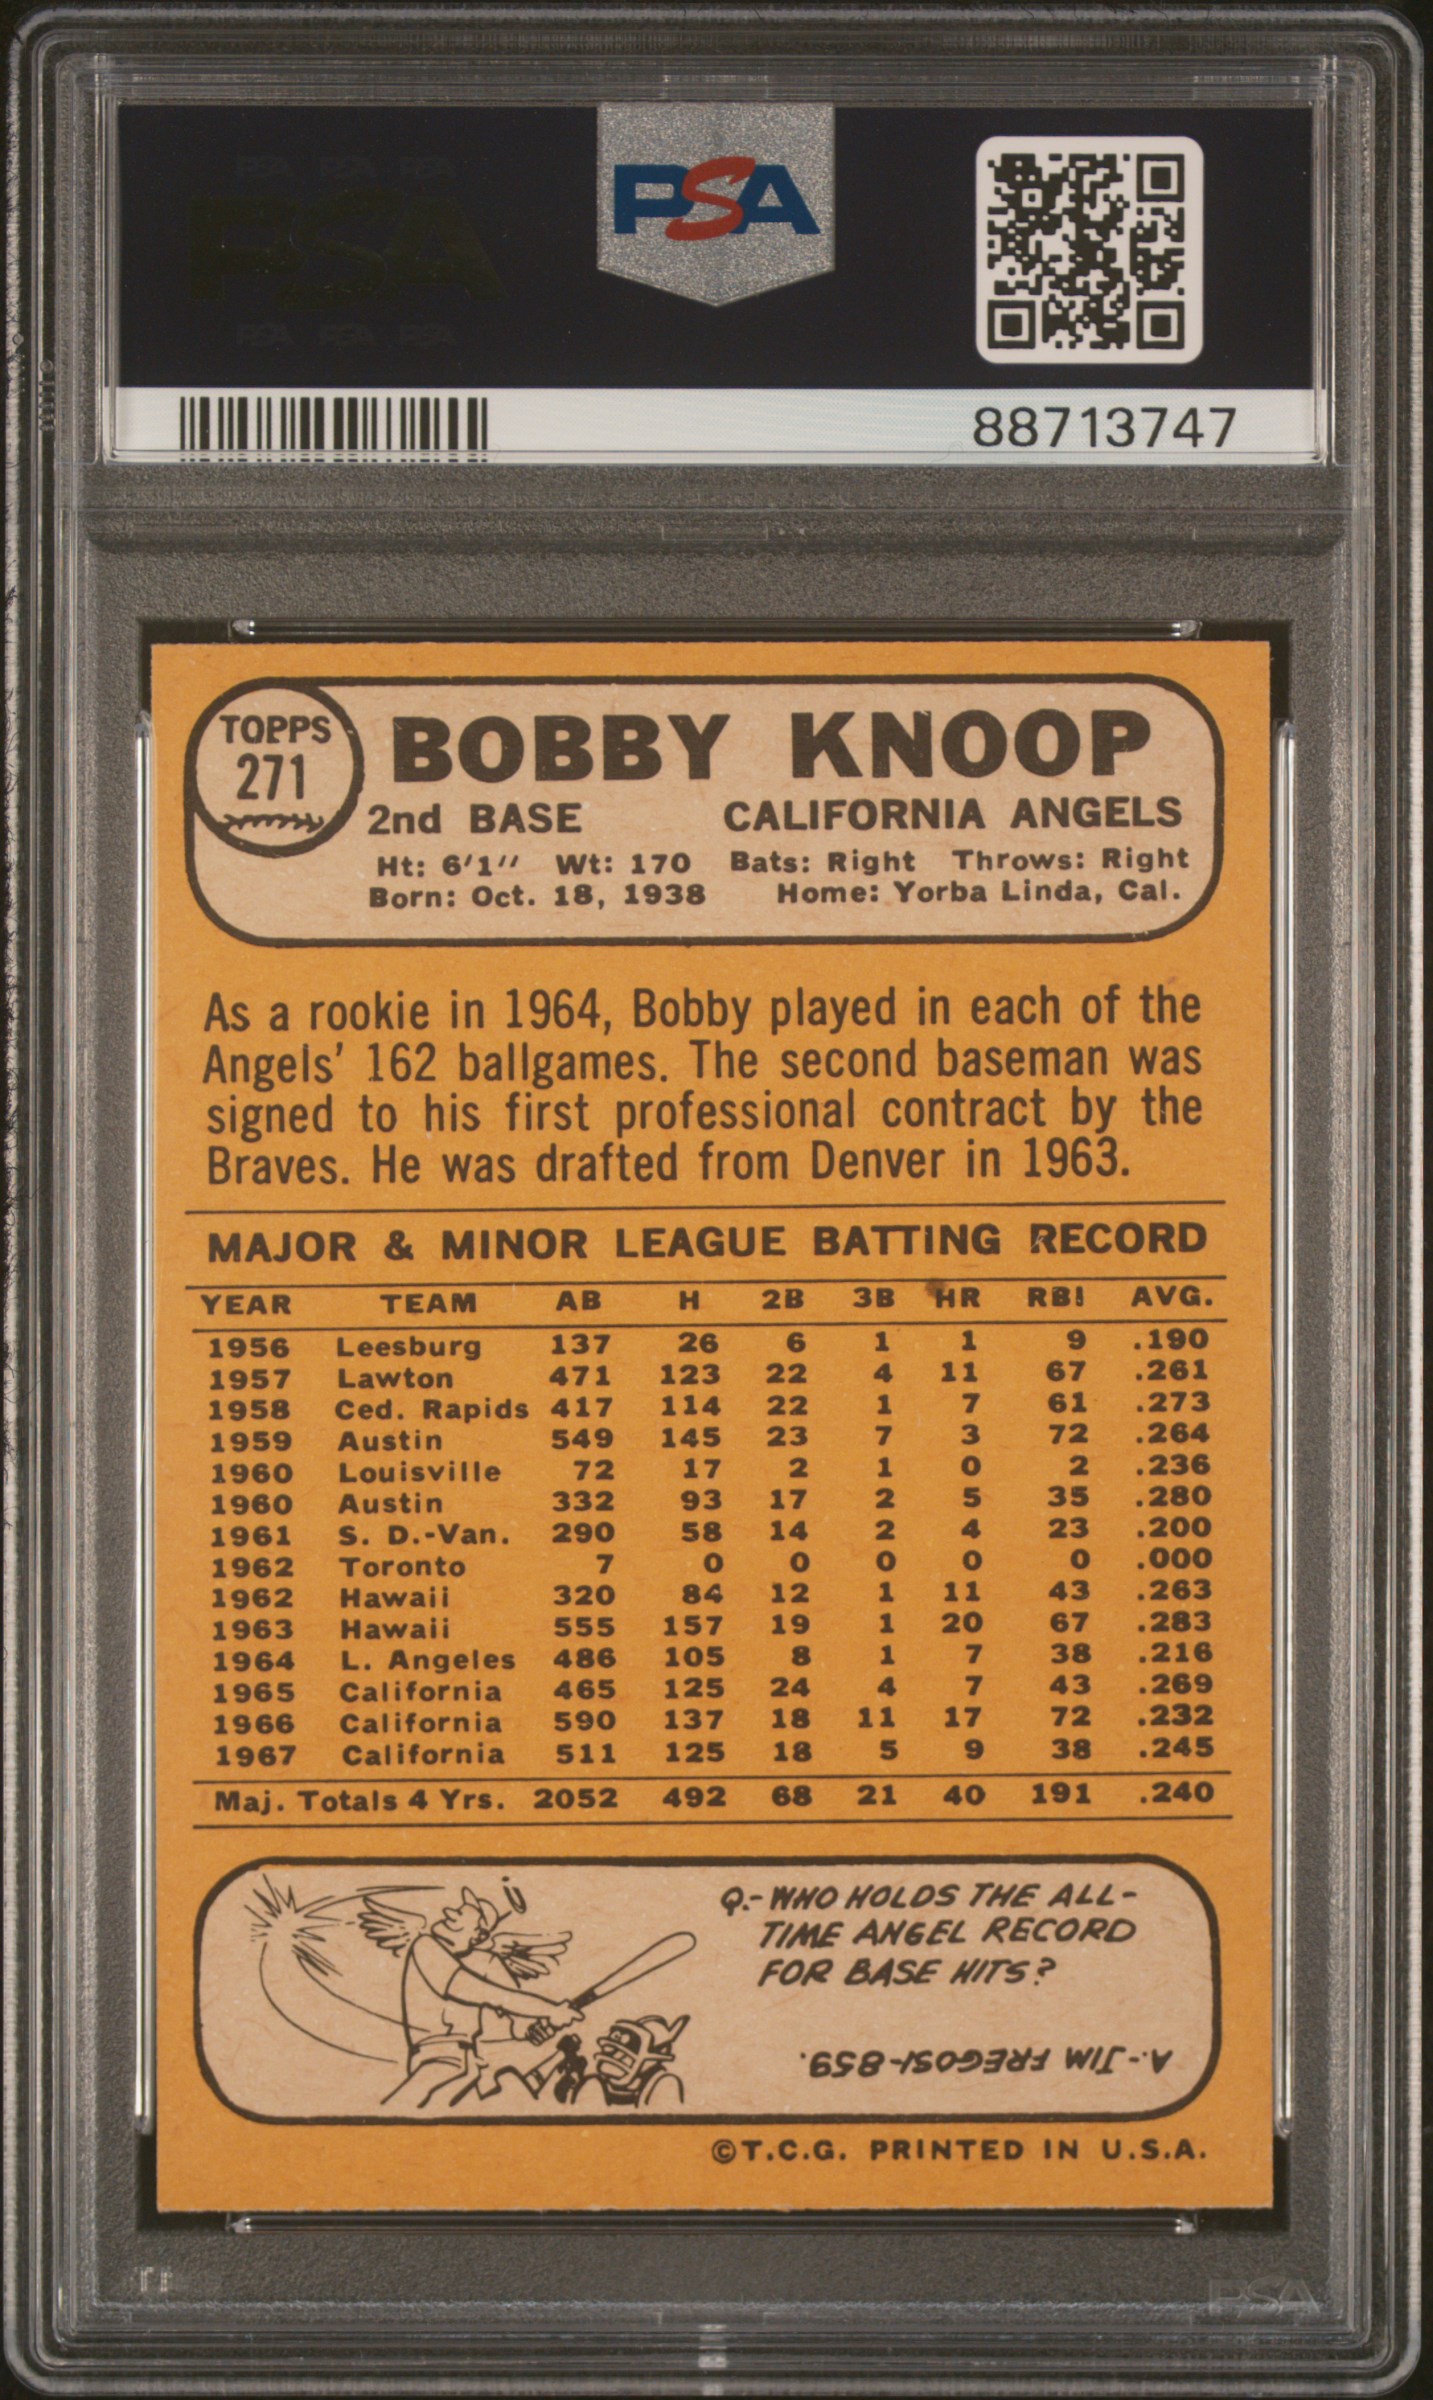 PSA
88713747
TOPPS
271
BOBBY KNOOP
2nd BASE CALIFORNIA ANGELS
Ht: 6'1" Wt: 170 Bats: Right Throws: Right
Born: Oct. 18, 1938 Home: Yorba Linda, Cal.
As a rookie in 1964, Bobby played in each of the
Angels' 162 ballgames. The second baseman was
signed to his first professional contract by the
Braves. He was drafted from Denver in 1963.
MAJOR & MINOR LEAGUE BATTING RECORD
YEAR TEAM AB H 2B 3B HR RBI AVG.
1956 Leesburg 137 26 6 1 1 9 .190
1957 Lawton 471 123 22 4 11 67 .261
1958 Ced. Rapids 417 114 22 1 7 61 .273
1959 Austin 549 145 23 7 3 72 .264
1960 Louisville 72 17 2 1 0 2 .236
1960 Austin 332 93 17 2 5 35 .280
1961 S. D.-Van. 290 58 14 2 4 23 .200
1962 Toronto 7 0 0 0 0 0 .000
1962 Hawaii 320 84 12 1 11 43 .263
1963 Hawaii 555 157 19 1 20 67 .283
1964 L. Angeles 486 105 8 1 7 38 .216
1965 California 465 125 24 4 7 43 .269
1966 California 590 137 18 11 17 72 .232
1967 California 511 125 18 5 9 38 .245
Maj. Totals 4 Yrs. 2052 492 68 21 40 191 .240
Q.- WHO HOLDS THE ALL-
TIME ANGEL RECORD
FOR BASE HITS?
A.- JIM FREGOSI-859.
©T.C.G. PRINTED IN U.S.A.
PSA